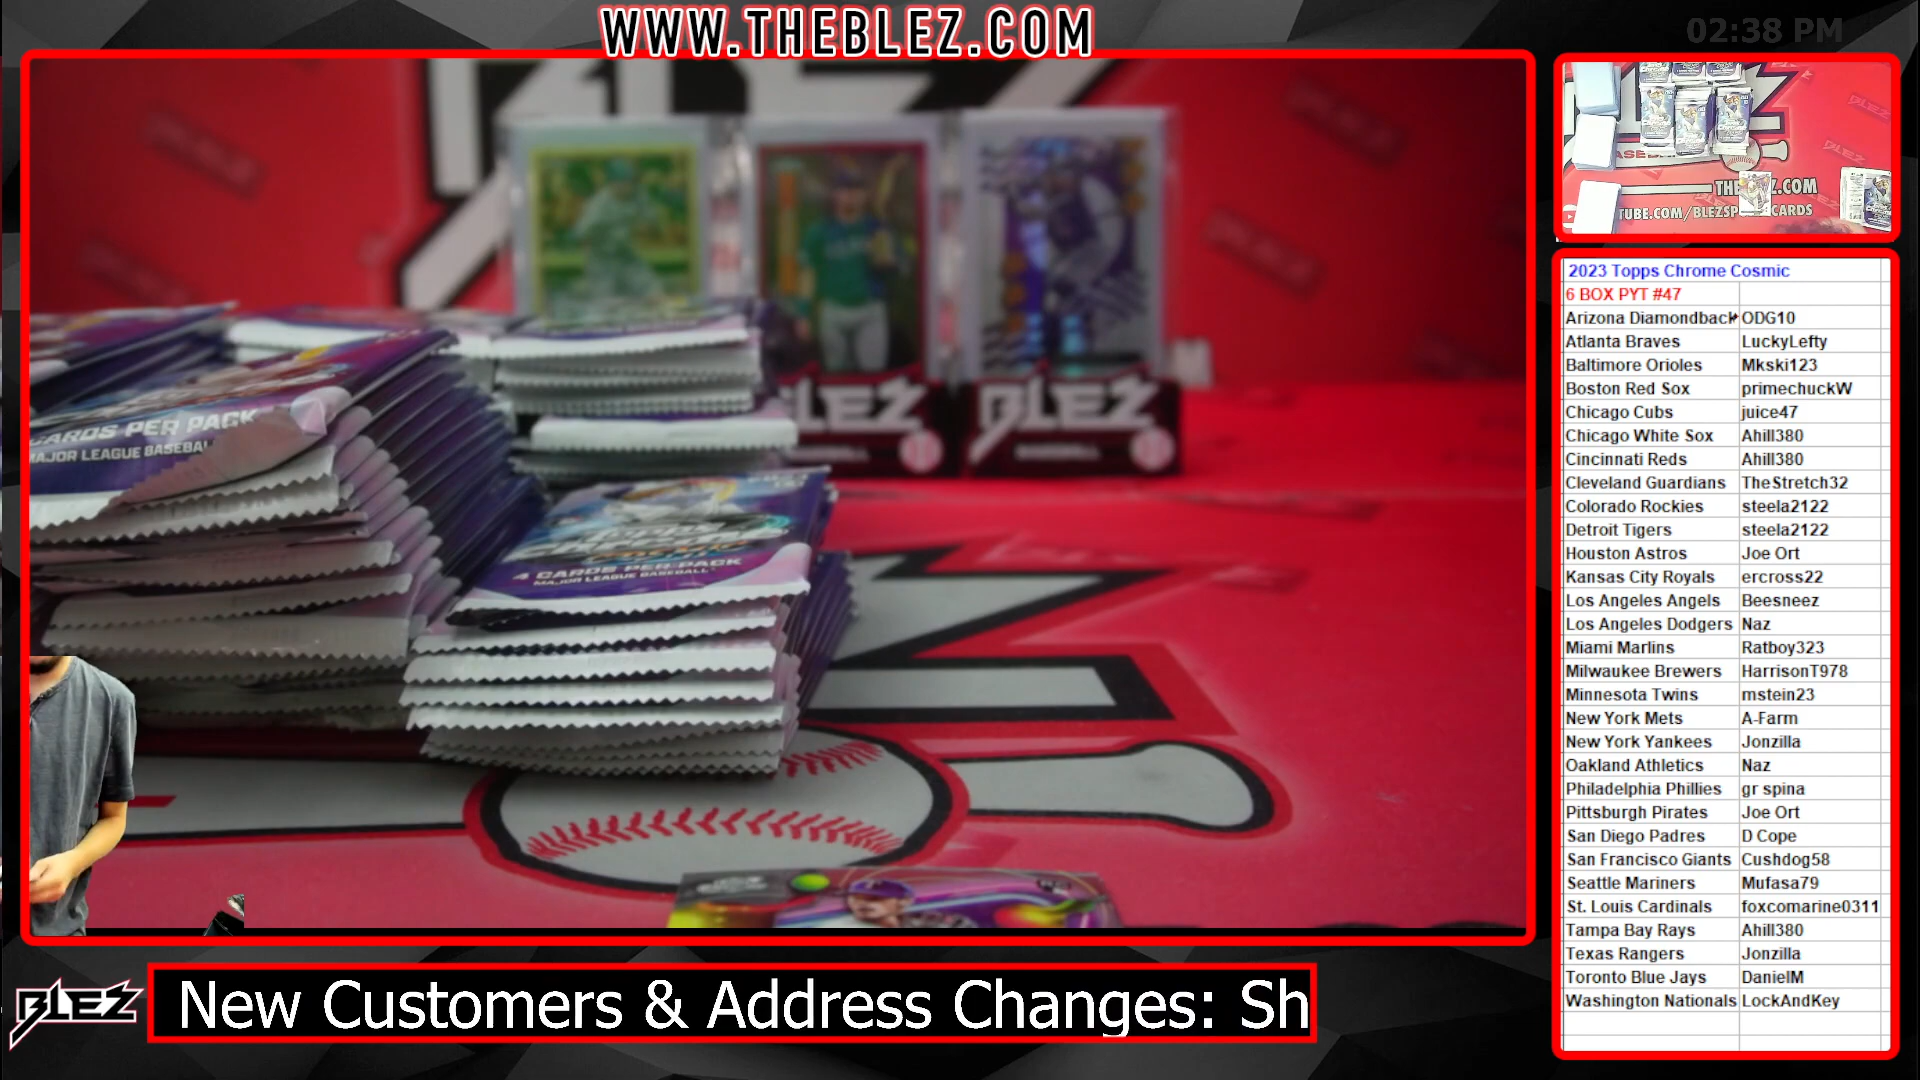 WWW.THEBLEZ.COM
02:38 PM
BLEZ
CARDS PER PACK
MAJOR LEAGUE BASEBALL
4 CARDS PER PACK
MAJOR LEAGUE BASEBALL
BLEZ
BLEZ
BASEBALL
2023 Topps Chrome Cosmic
6 BOX PYT #47
Arizona Diamondback ODG10
Atlanta Braves LuckyLefty
Baltimore Orioles Mkski123
Boston Red Sox primechuckW
Chicago Cubs juice47
Chicago White Sox Ahill380
Cincinnati Reds Ahill380
Cleveland Guardians TheStretch32
Colorado Rockies steela2122
Detroit Tigers steela2122
Houston Astros Joe Ort
Kansas City Royals ercross22
Los Angeles Angels Beesneez
Los Angeles Dodgers Naz
Miami Marlins Ratboy323
Milwaukee Brewers HarrisonT978
Minnesota Twins mstein23
New York Mets A-Farm
New York Yankees Jonzilla
Oakland Athletics Naz
Philadelphia Phillies gr spina
Pittsburgh Pirates Joe Ort
San Diego Padres D Cope
San Francisco Giants Cushdog58
Seattle Mariners Mufasa79
St. Louis Cardinals foxcomarine0311
Tampa Bay Rays Ahill380
Texas Rangers Jonzilla
Toronto Blue Jays DanielM
Washington Nationals LockAndKey
BLEZ
New Customers & Address Changes: Sh